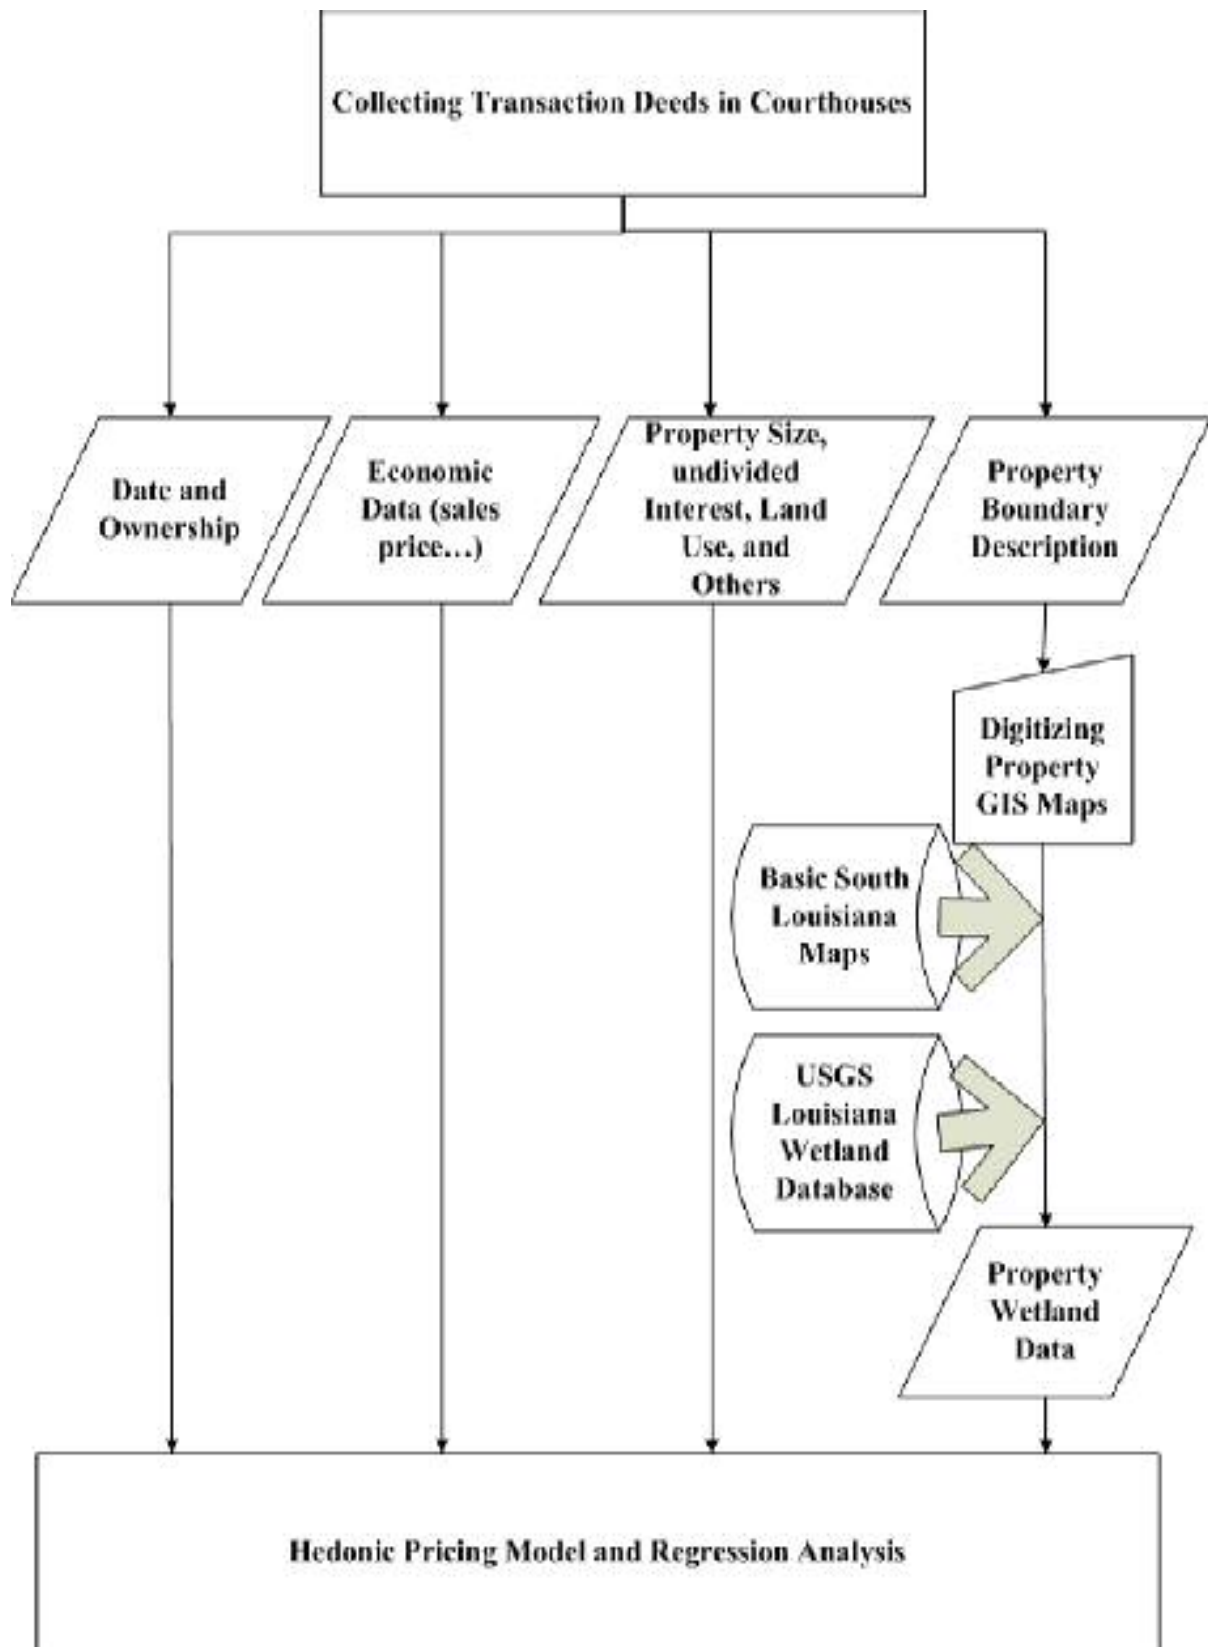 Collecting Transaction Deeds in Courthouses
Date and
Ownership
Economic
Data (sales
price…)
Property Size,
undivided
Interest, Land
Use, and
Others
Property
Boundary
Description
Digitizing
Property
GIS Maps
Basic South
Louisiana
Maps
USGS
Louisiana
Wetland
Database
Property
Wetland
Data
Hedonic Pricing Model and Regression Analysis